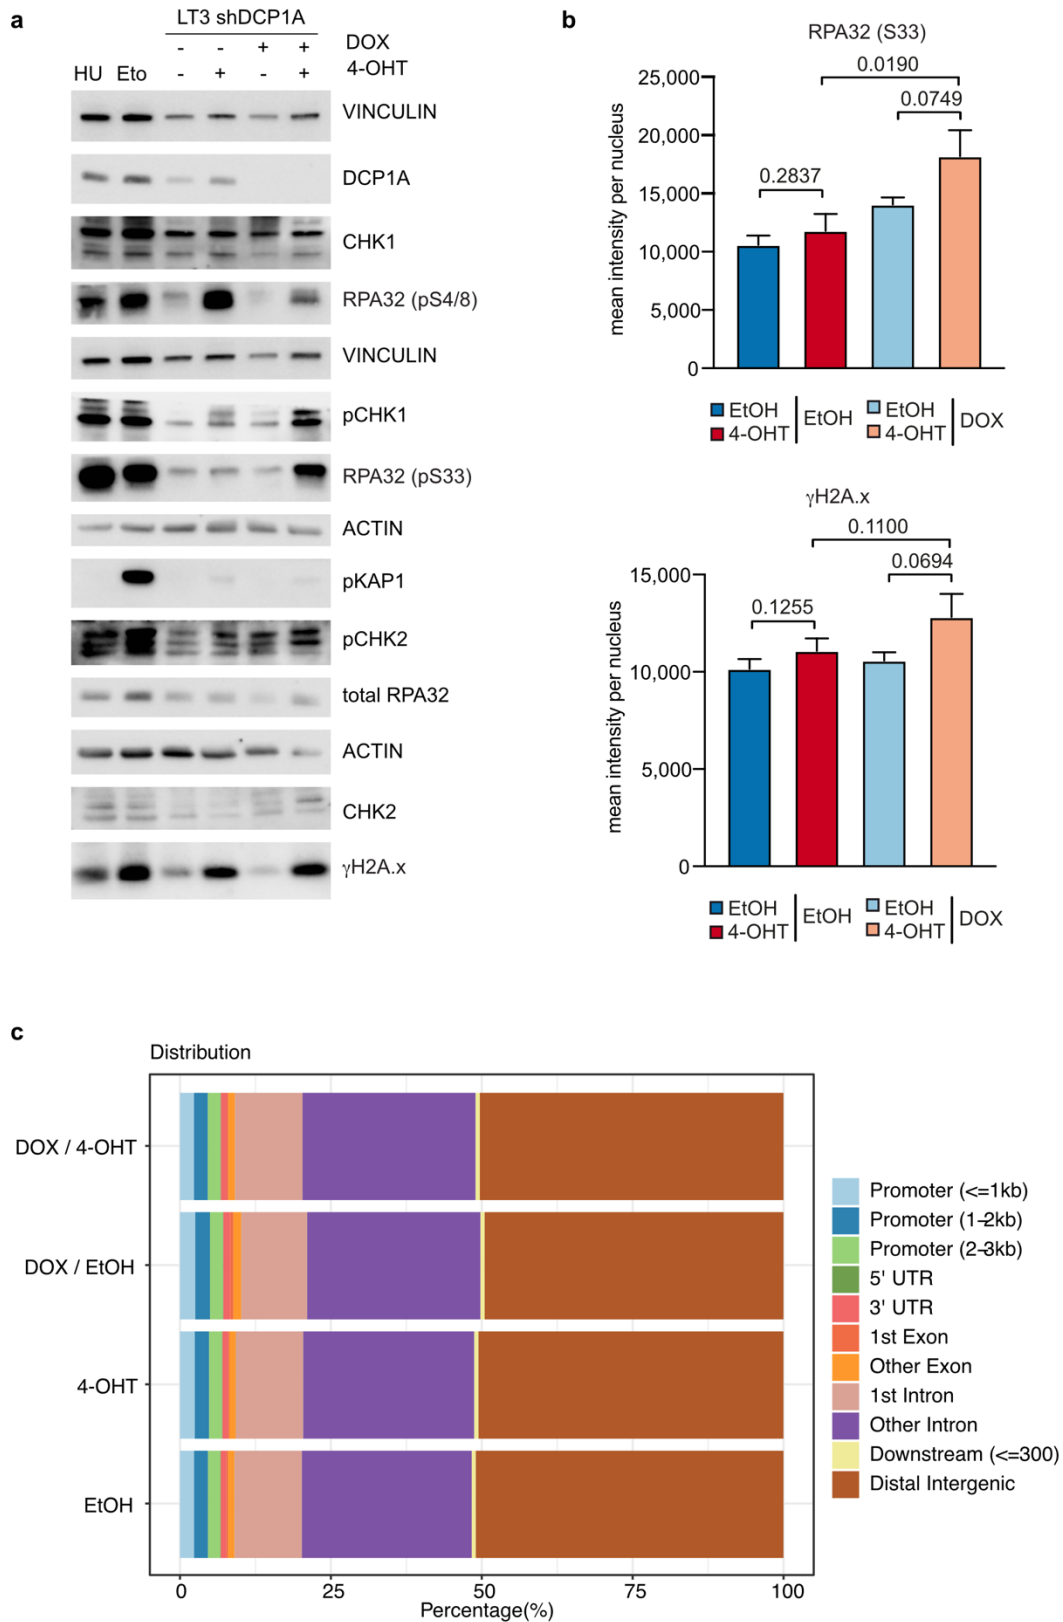 a
LT3 shDCP1A
- - + + DOX
HU Eto - + - + 4-OHT
VINCULIN
DCP1A
CHK1
RPA32 (pS4/8)
VINCULIN
pCHK1
RPA32 (pS33)
ACTIN
pKAP1
pCHK2
total RPA32
ACTIN
CHK2
γH2A.x
b
RPA32 (S33)
mean intensity per nucleus
25,000
20,000
15,000
10,000
5,000
0
0.0190
0.0749
0.2837
EtOH
4-OHT
EtOH
EtOH
4-OHT
DOX
γH2A.x
mean intensity per nucleus
15,000
10,000
5,000
0
0.1100
0.0694
0.1255
EtOH
4-OHT
EtOH
EtOH
4-OHT
DOX
c
Distribution
DOX / 4-OHT
DOX / EtOH
4-OHT
EtOH
0 25 50 75 100
Percentage(%)
Promoter (<=1kb)
Promoter (1-2kb)
Promoter (2-3kb)
5' UTR
3' UTR
1st Exon
Other Exon
1st Intron
Other Intron
Downstream (<=300)
Distal Intergenic